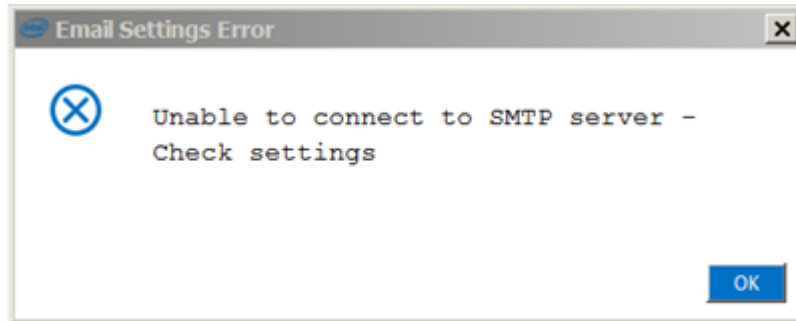 Email Settings Error
Unable to connect to SMTP server -
Check settings
OK